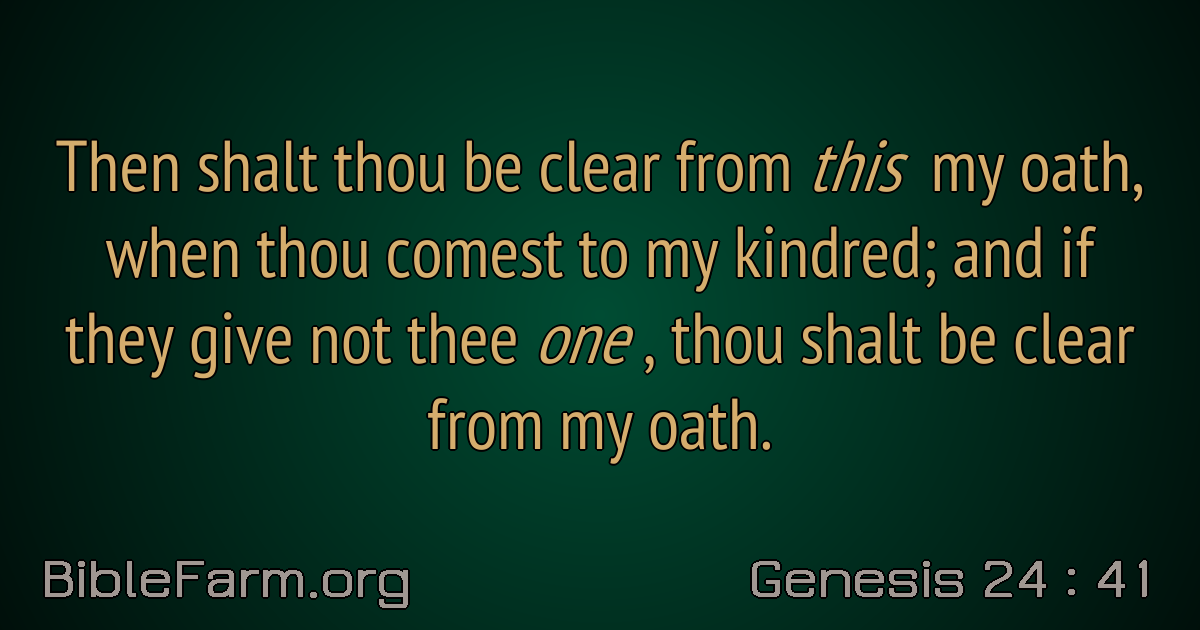 Then shalt thou be clear from this my oath,
when thou comest to my kindred; and if
they give not thee one , thou shalt be clear
from my oath.
BibleFarm.org
Genesis 24 : 41